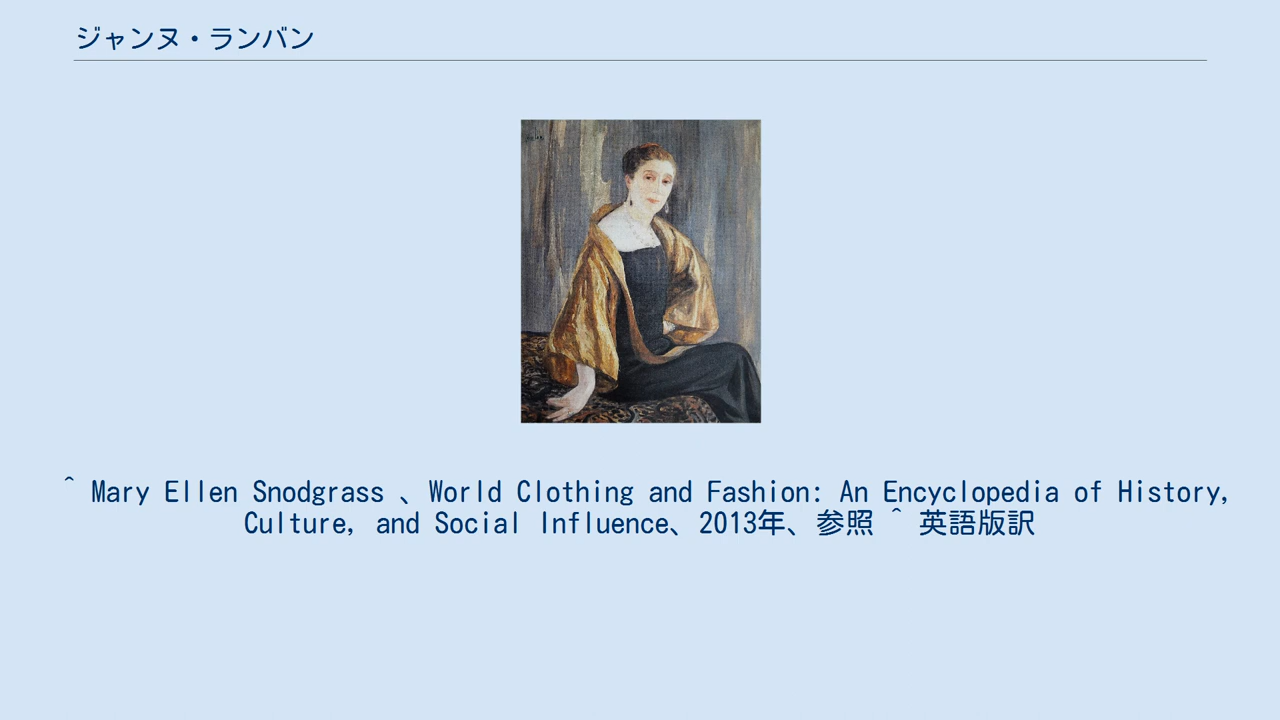 ジャンヌ・ランバン
^ Mary Ellen Snodgrass 、World Clothing and Fashion: An Encyclopedia of History,
Culture, and Social Influence、2013年、参照 ^ 英語版訳